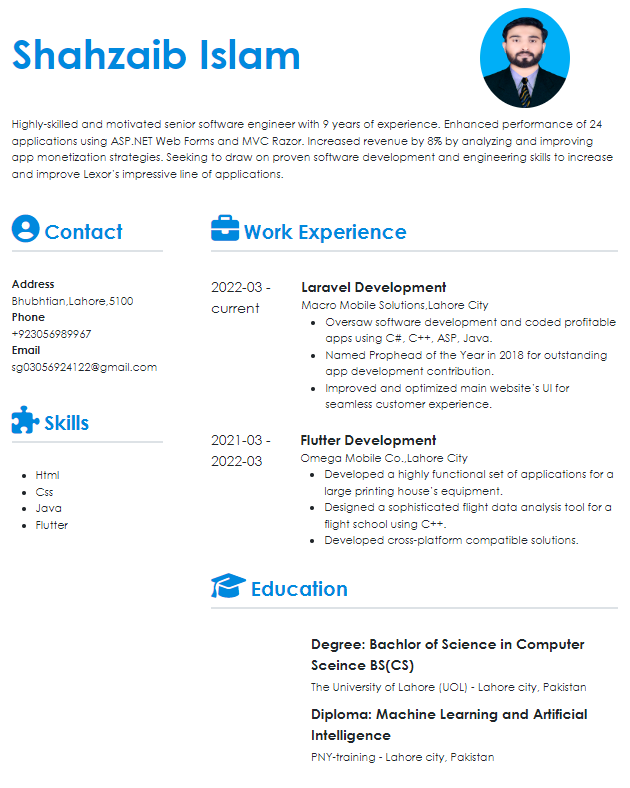 Shahzaib Islam
Highly-skilled and motivated senior software engineer with 9 years of experience. Enhanced performance of 24
applications using ASP.NET Web Forms and MVC Razor. Increased revenue by 8% by analyzing and improving
app monetization strategies. Seeking to draw on proven software development and engineering skills to increase
and improve Lexor's impressive line of applications.
Contact
Address
Bhubhtian,Lahore,5100
Phone
+923056989967
Email
sg03056924122@gmail.com
Skills
Html
Css
Java
Flutter
Work Experience
2022-03 -
current
Laravel Development
Macro Mobile Solutions,Lahore City
Oversaw software development and coded profitable
apps using C#, C++, ASP, Java.
Named Prophead of the Year in 2018 for outstanding
app development contribution.
Improved and optimized main website's UI for
seamless customer experience.
2021-03 -
2022-03
Flutter Development
Omega Mobile Co.,Lahore City
Developed a highly functional set of applications for a
large printing house's equipment.
Designed a sophisticated flight data analysis tool for a
flight school using C++.
Developed cross-platform compatible solutions.
Education
Degree: Bachlor of Science in Computer
Sceince BS(CS)
The University of Lahore (UOL) - Lahore city, Pakistan
Diploma: Machine Learning and Artificial
Intelligence
PNY-training - Lahore city, Pakistan